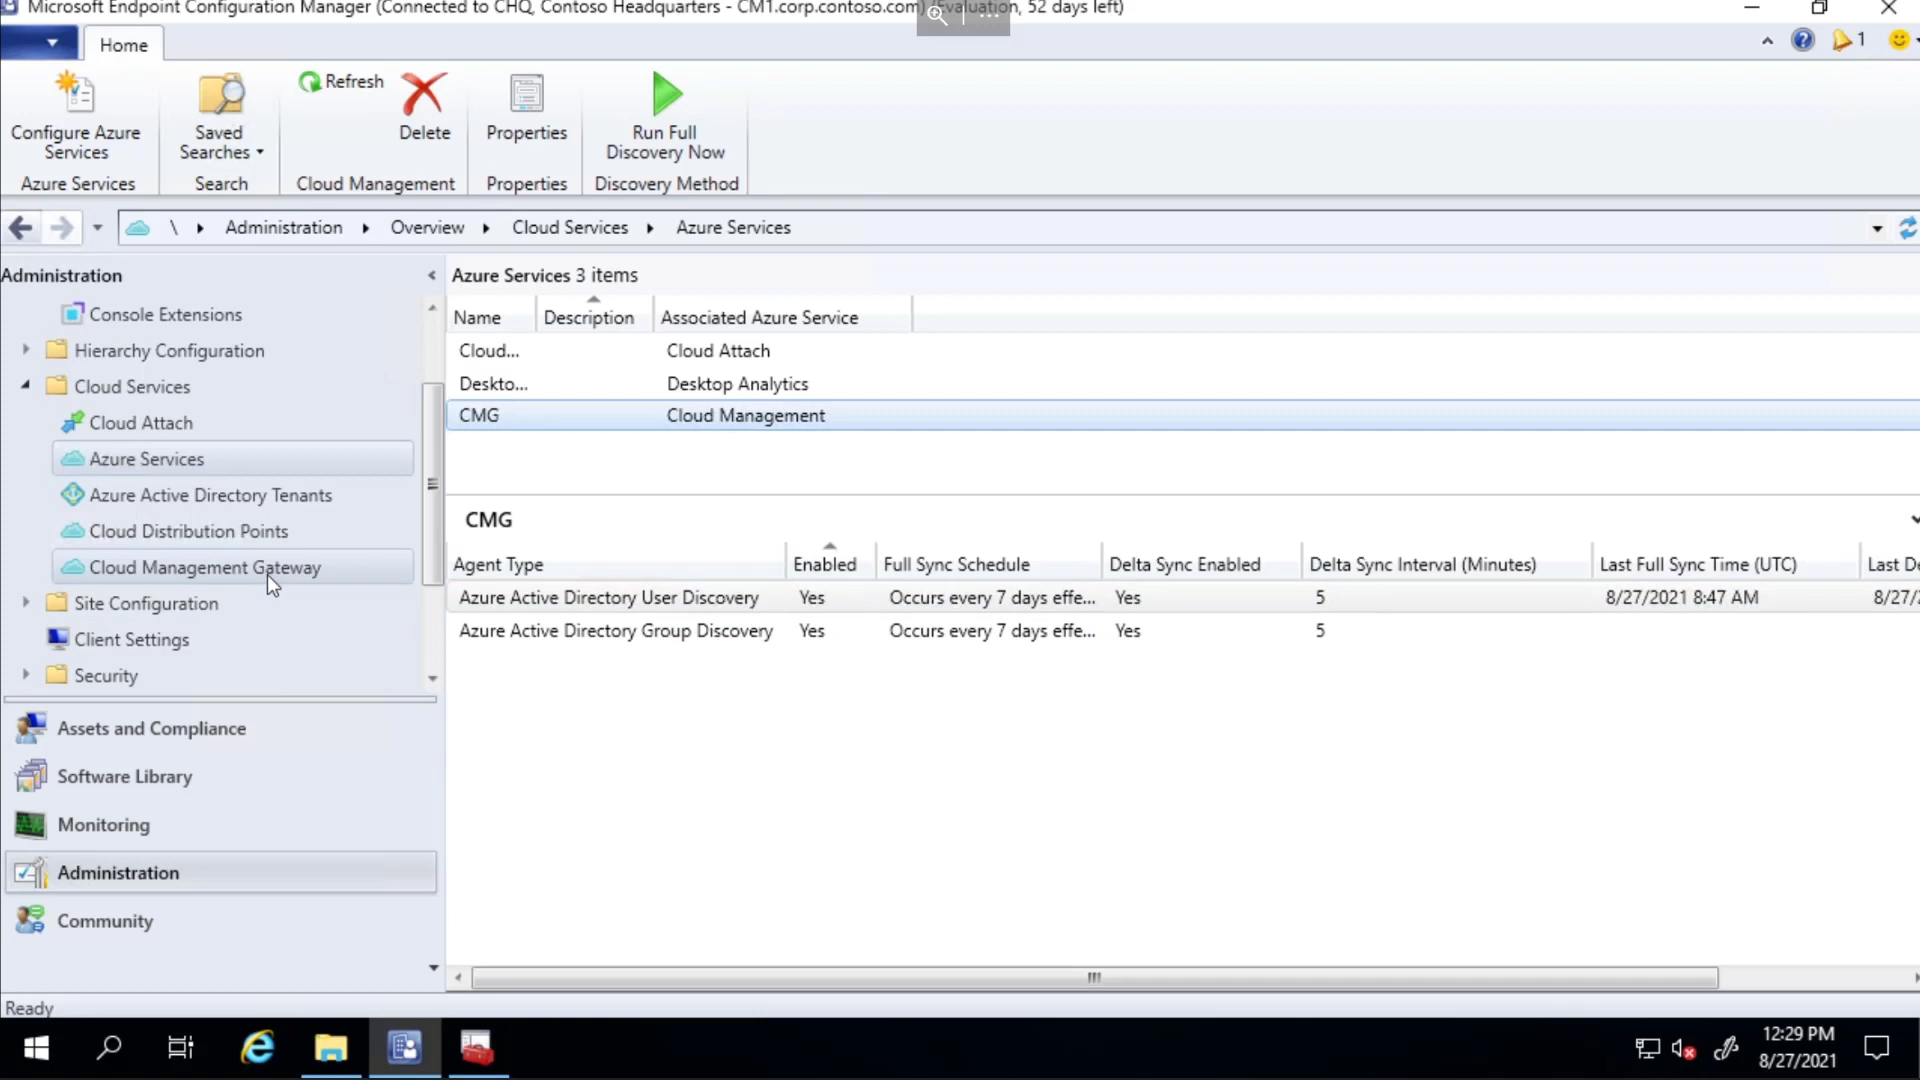 Microsoft Endpoint Configuration Manager (Connected to CHQ, Contoso Headquarters - CM1.corp.contoso.com) (Evaluation, 52 days left)
Home
1
Refresh
Configure Azure Services
Saved Searches
Delete
Properties
Run Full Discovery Now
Azure Services
Search
Cloud Management
Properties
Discovery Method
\ Administration Overview Cloud Services Azure Services
Administration
Azure Services 3 items
Console Extensions
Hierarchy Configuration
Cloud Services
Cloud Attach
Azure Services
Azure Active Directory Tenants
Cloud Distribution Points
Cloud Management Gateway
Site Configuration
Client Settings
Security
Assets and Compliance
Software Library
Monitoring
Administration
Community
Name Description Associated Azure Service
Cloud... Cloud Attach
Deskto... Desktop Analytics
CMG Cloud Management
CMG
Agent Type Enabled Full Sync Schedule Delta Sync Enabled Delta Sync Interval (Minutes) Last Full Sync Time (UTC) Last De
Azure Active Directory User Discovery Yes Occurs every 7 days effe... Yes 5 8/27/2021 8:47 AM 8/27/2
Azure Active Directory Group Discovery Yes Occurs every 7 days effe... Yes 5
Ready
12:29 PM
8/27/2021